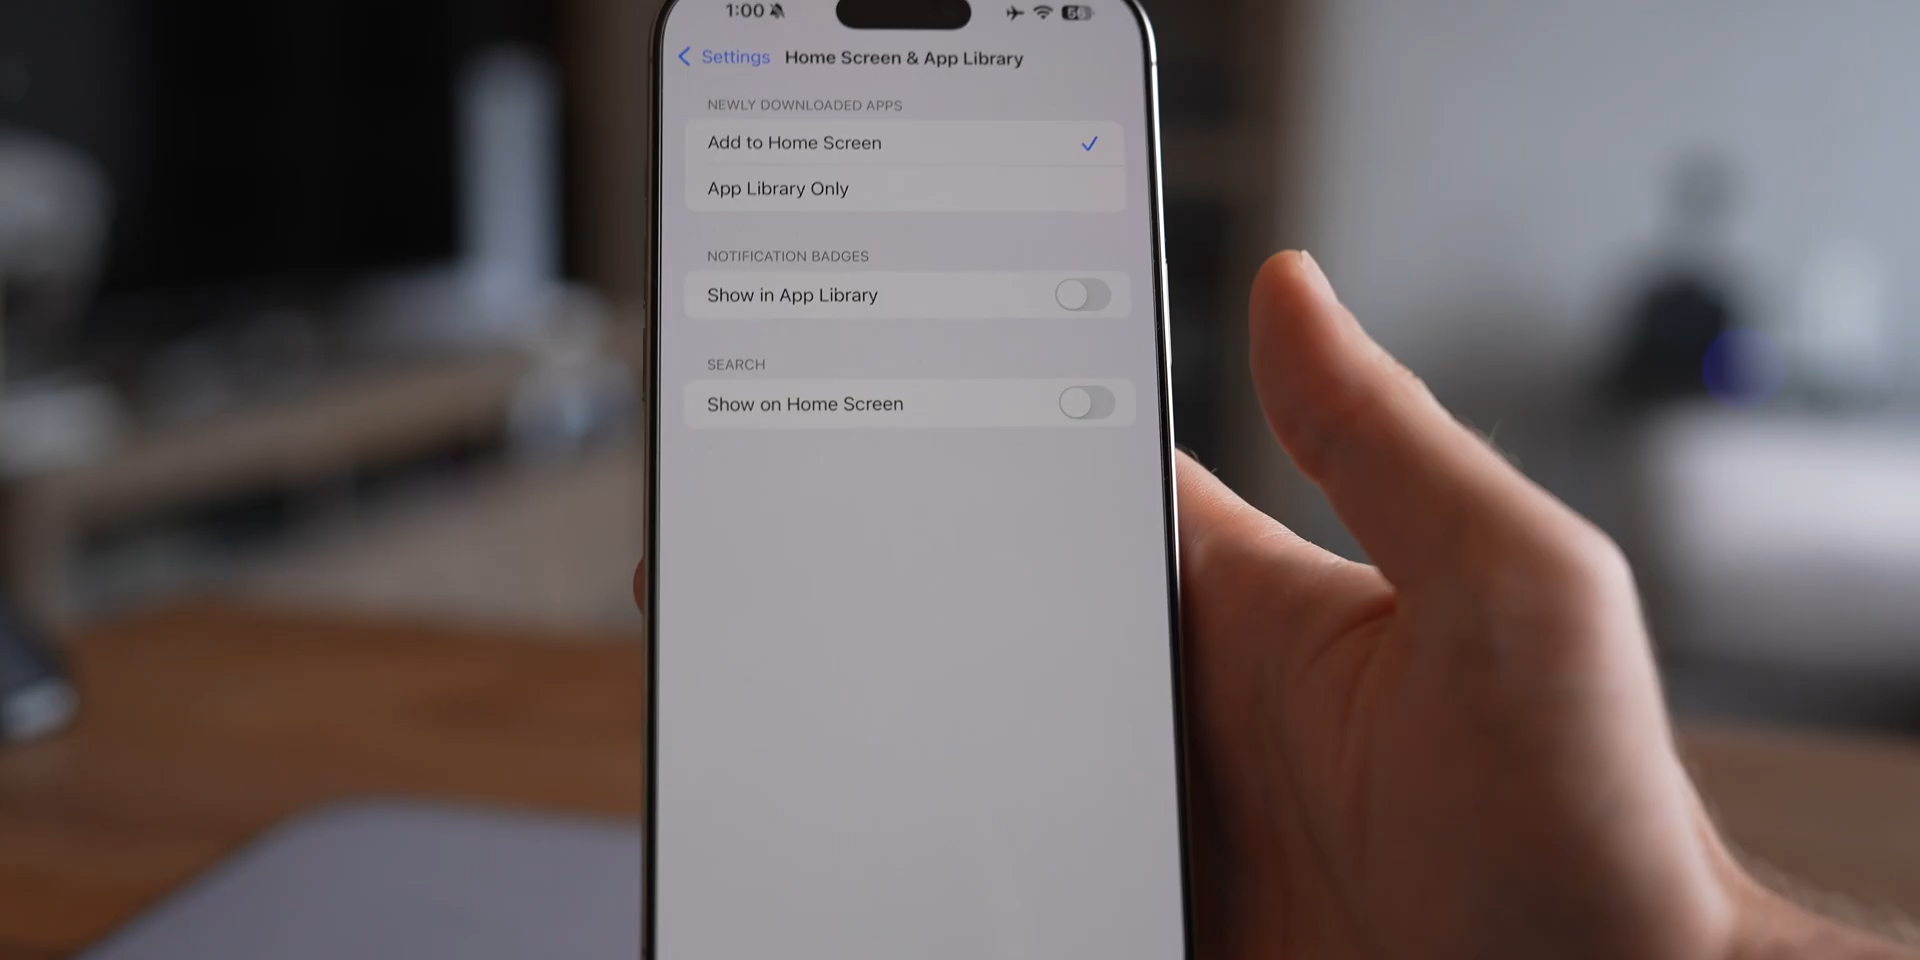 1:00
Settings Home Screen & App Library
NEWLY DOWNLOADED APPS
Add to Home Screen
App Library Only
NOTIFICATION BADGES
Show in App Library
SEARCH
Show on Home Screen